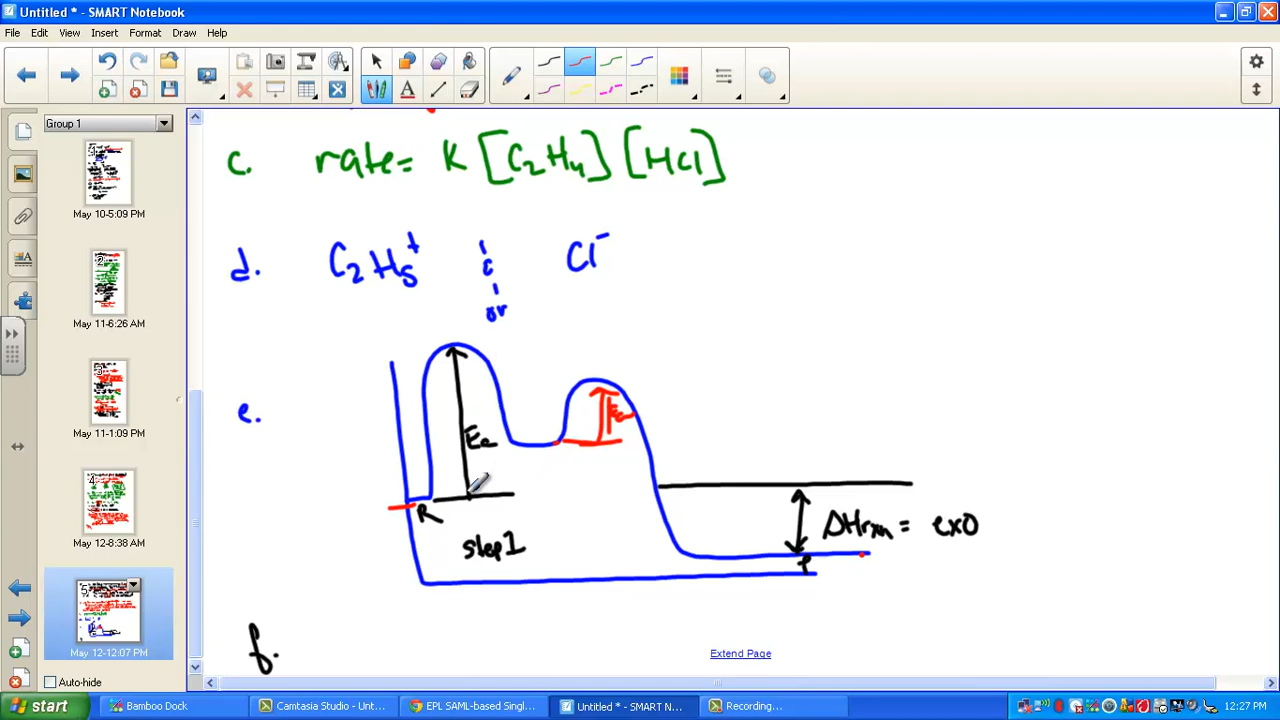 Untitled * - SMART Notebook
File Edit View Insert Format Draw Help
Group 1
May 10-5:09 PM
May 11-6:26 AM
May 11-1:09 PM
May 12-8:38 AM
May 12-12:07 PM
Auto-hide
c. rate= K [C2H4] [HCl]
d. C2H5+ Cl-
or
e.
Ea
Ea
R
step1
ΔHrxn = exo
P
f.
Extend Page
start
Bamboo Dock
Camtasia Studio - Unt...
EPL SAML-based Singl...
Untitled * - SMART N...
Recording...
12:27 PM